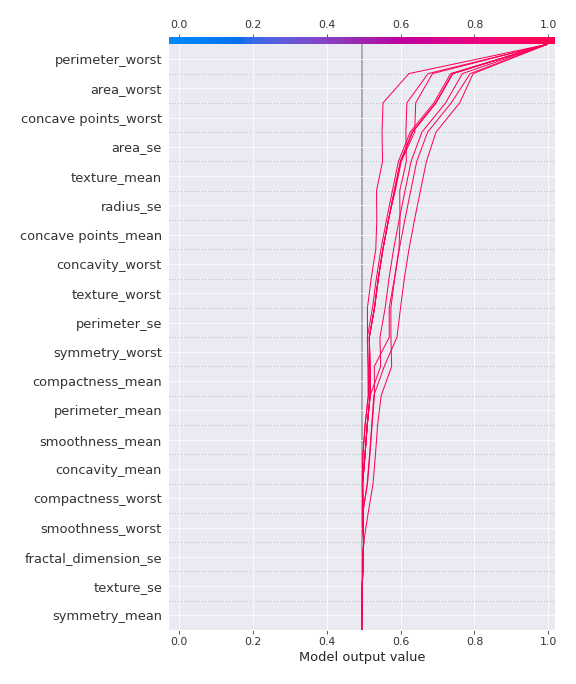 0.0 0.2 0.4 0.6 0.8 1.0
perimeter_worst
area_worst
concave points_worst
area_se
texture_mean
radius_se
concave points_mean
concavity_worst
texture_worst
perimeter_se
symmetry_worst
compactness_mean
perimeter_mean
smoothness_mean
concavity_mean
compactness_worst
smoothness_worst
fractal_dimension_se
texture_se
symmetry_mean
0.0 0.2 0.4 0.6 0.8 1.0
Model output value